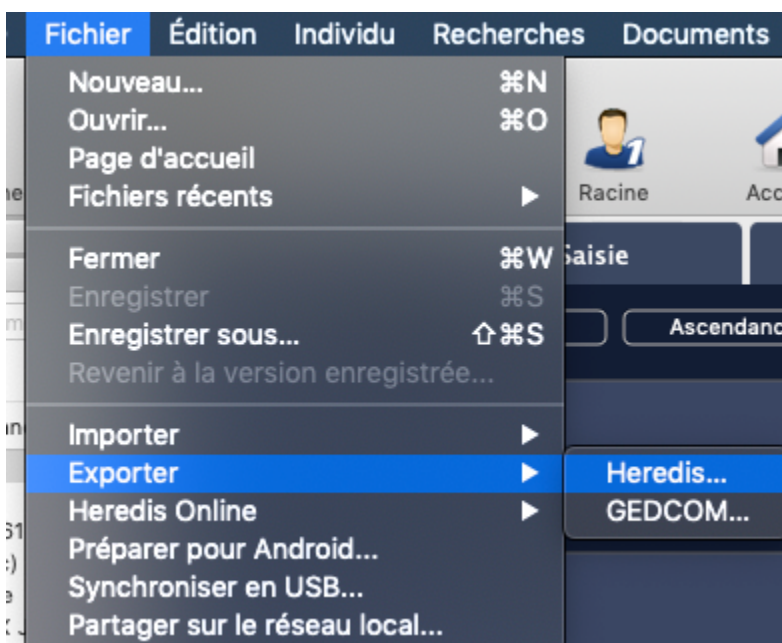 Fichier Édition Individu Recherches Documents
Nouveau... ⌘N
Ouvrir... ⌘O
Page d'accueil
Fichiers récents ▶
Racine
Fermer ⌘W
Saisie
Enregistrer ⌘S
Enregistrer sous... ⇧⌘S
Revenir à la version enregistrée...
Importer ▶
Exporter ▶ Heredis...
Heredis Online ▶ GEDCOM...
Préparer pour Android...
Synchroniser en USB...
Partager sur le réseau local...